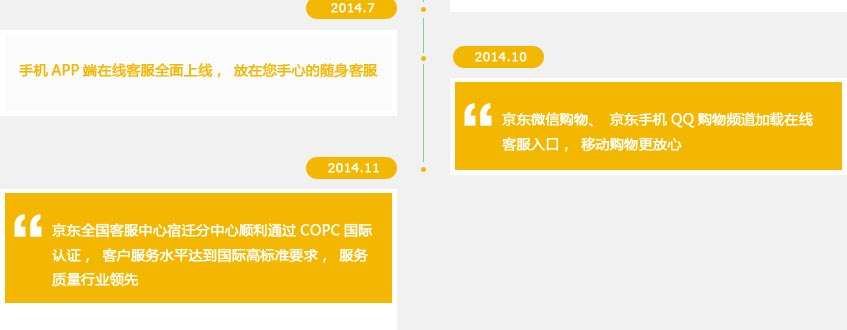 2014.7
手机 APP 端在线客服全面上线， 放在您手心的随身客服
2014.10
京东微信购物、 京东手机 QQ 购物频道加载在线
客服入口， 移动购物更放心
2014.11
京东全国客服中心宿迁分中心顺利通过 COPC 国际
认证， 客户服务水平达到国际高标准要求， 服务
质量行业领先